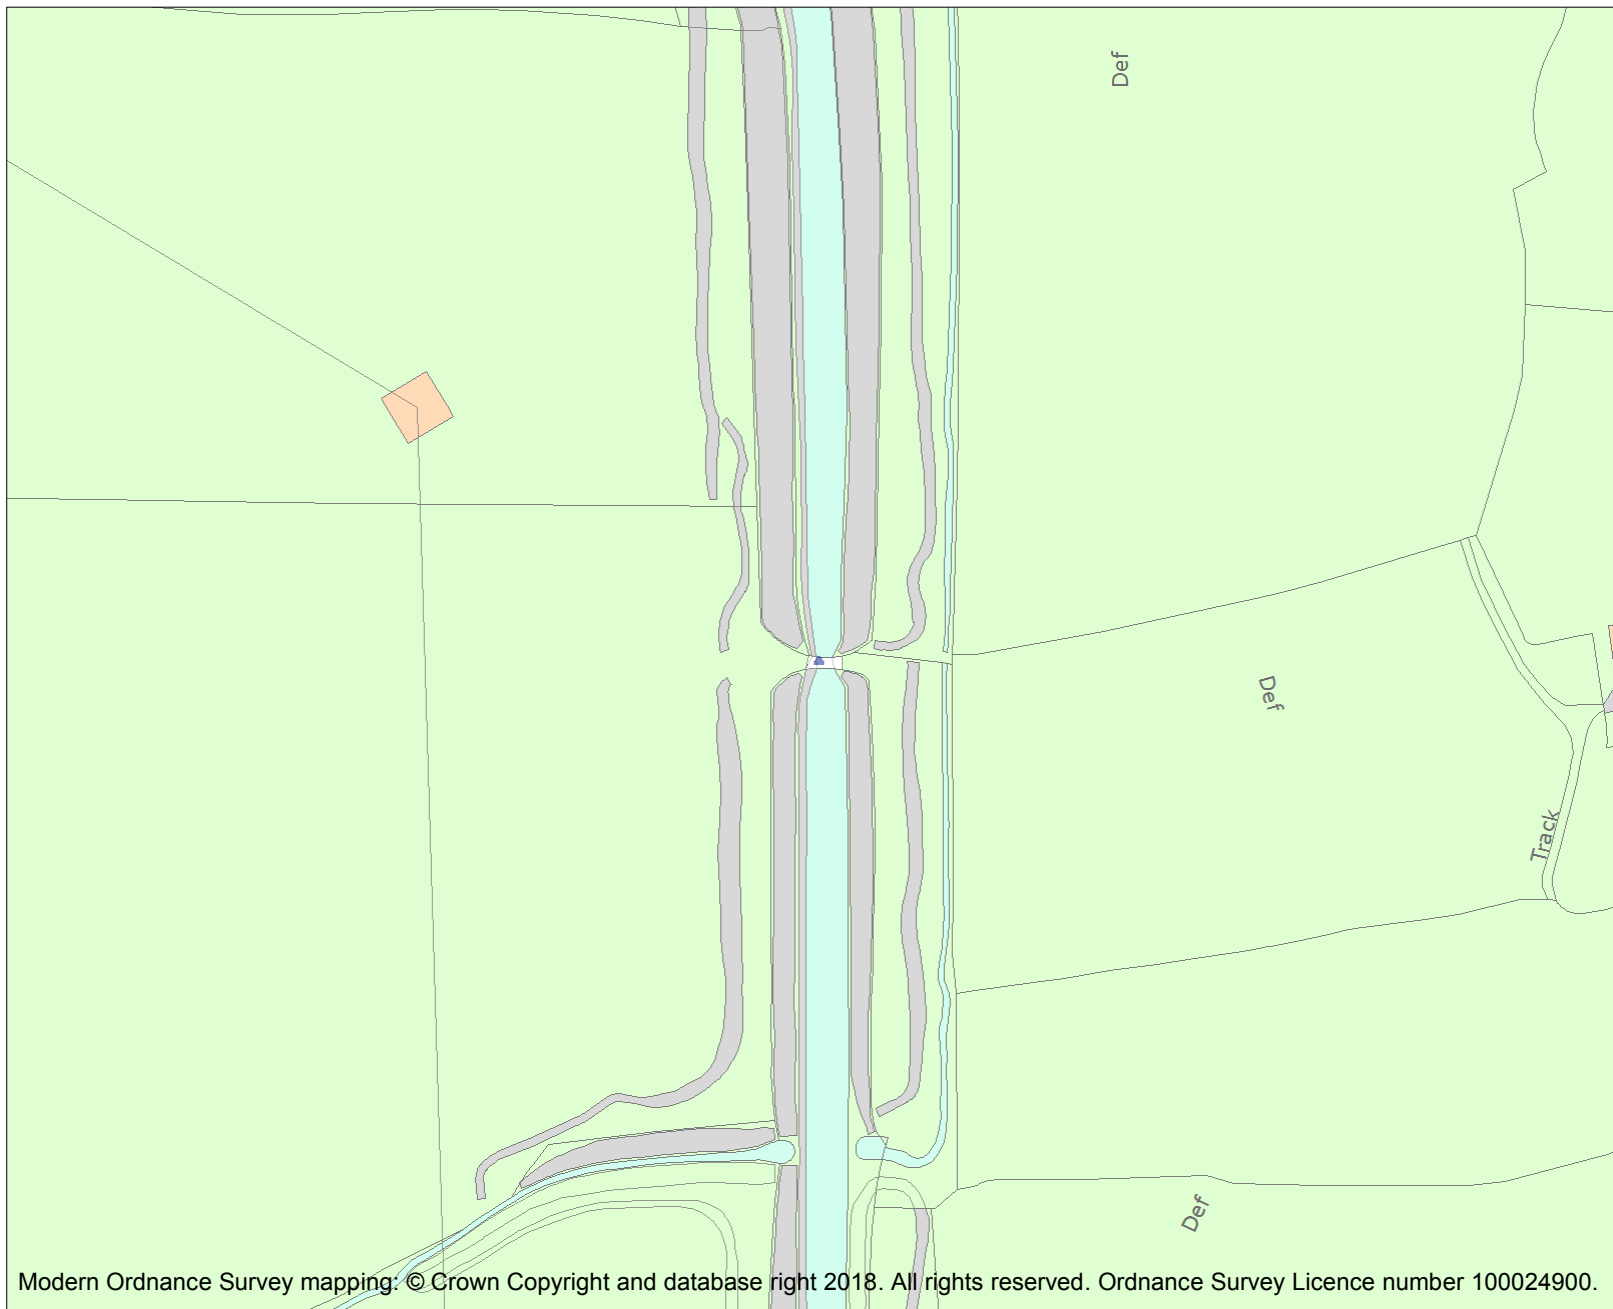 Def
Def
Track
Def
Modern Ordnance Survey mapping: © Crown Copyright and database right 2018. All rights reserved. Ordnance Survey Licence number 100024900.